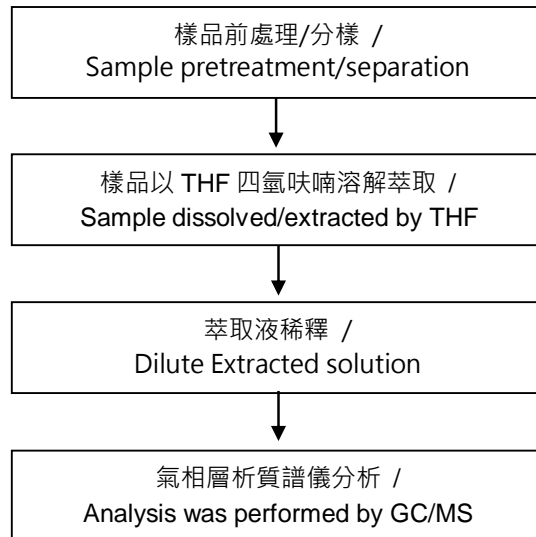 樣品前處理/分樣 /
Sample pretreatment/separation
樣品以 THF 四氫呋喃溶解萃取 /
Sample dissolved/extracted by THF
萃取液稀釋 /
Dilute Extracted solution
氣相層析質譜儀分析 /
Analysis was performed by GC/MS